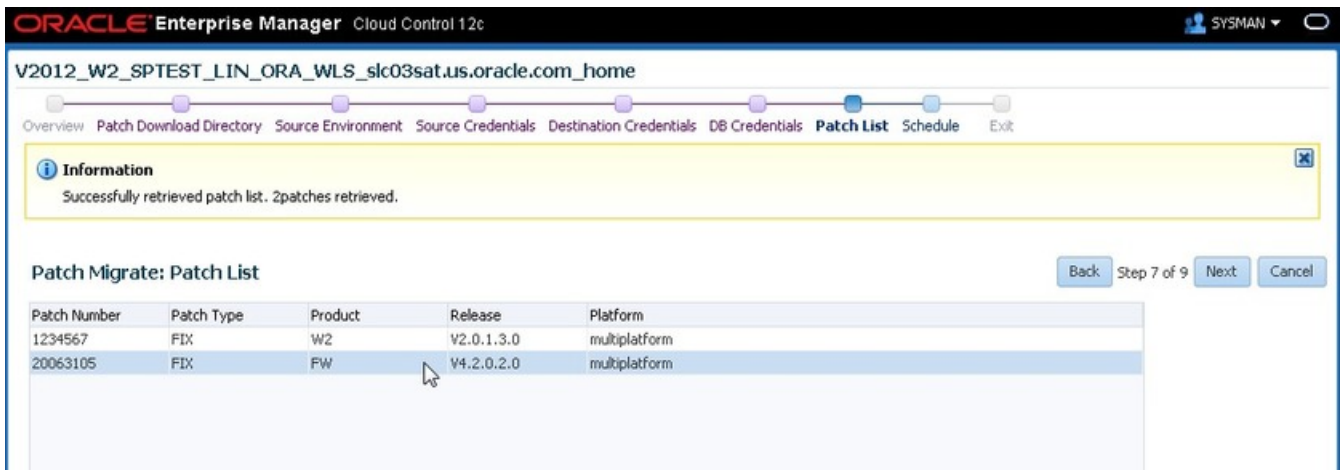 ORACLE Enterprise Manager Cloud Control 12c SYSMAN
V2012_W2_SPTEST_LIN_ORA_WLS_slc03sat.us.oracle.com_home
Overview Patch Download Directory Source Environment Source Credentials Destination Credentials DB Credentials Patch List Schedule Exit
Information
Successfully retrieved patch list. 2patches retrieved.
Patch Migrate: Patch List Back Step 7 of 9 Next Cancel
Patch Number Patch Type Product Release Platform
1234567 FIX W2 V2.0.1.3.0 multiplatform
20063105 FIX FW V4.2.0.2.0 multiplatform